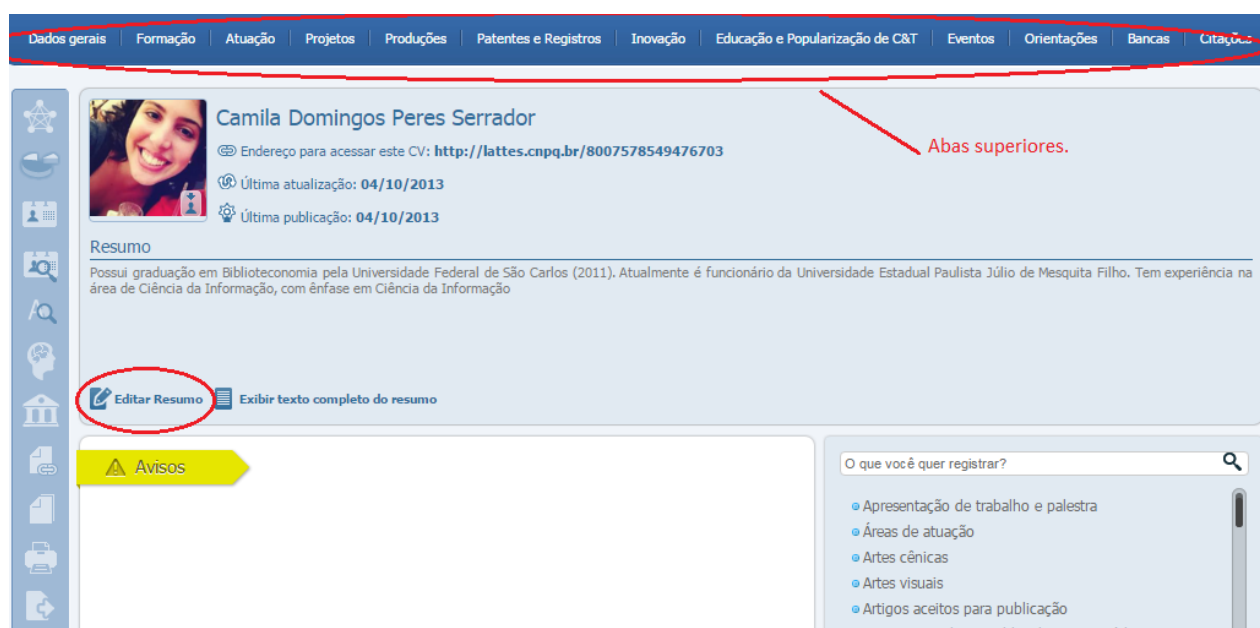 Dados gerais Formação Atuação Projetos Produções Patentes e Registros Inovação Educação e Popularização de C&T Eventos Orientações Bancas Citações
Camila Domingos Peres Serrador
Endereço para acessar este CV: http://lattes.cnpq.br/8007578549476703
Abas superiores.
Última atualização: 04/10/2013
Última publicação: 04/10/2013
Resumo
Possui graduação em Biblioteconomia pela Universidade Federal de São Carlos (2011). Atualmente é funcionário da Universidade Estadual Paulista Júlio de Mesquita Filho. Tem experiência na
área de Ciência da Informação, com ênfase em Ciência da Informação
Editar Resumo Exibir texto completo do resumo
Avisos
O que você quer registrar?
Apresentação de trabalho e palestra
Áreas de atuação
Artes cênicas
Artes visuais
Artigos aceitos para publicação